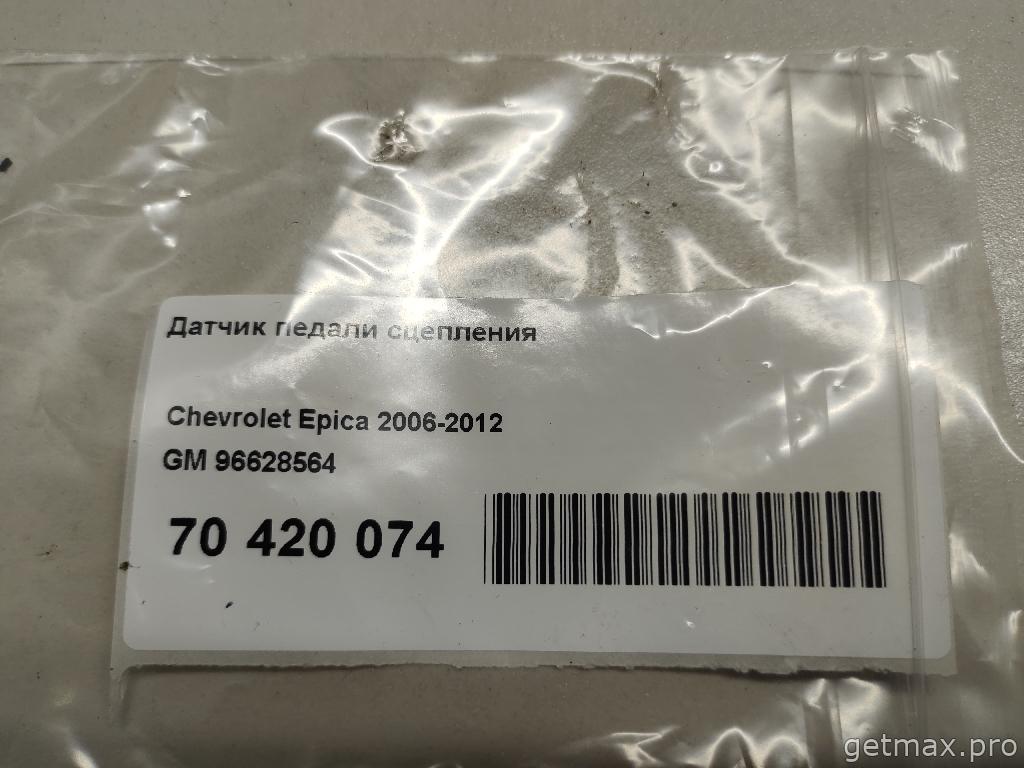 Датчик педали сцепления
Chevrolet Epica 2006-2012
GM 96628564
70 420 074
getmax.pro